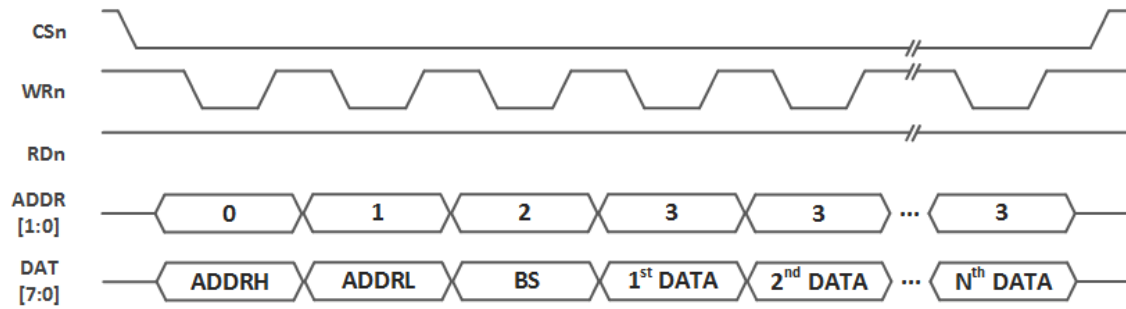 CSn
WRn
RDn
ADDR [1:0] 0 1 2 3 3 ... 3
DAT [7:0] ADDRH ADDRL BS 1st DATA 2nd DATA ... Nth DATA